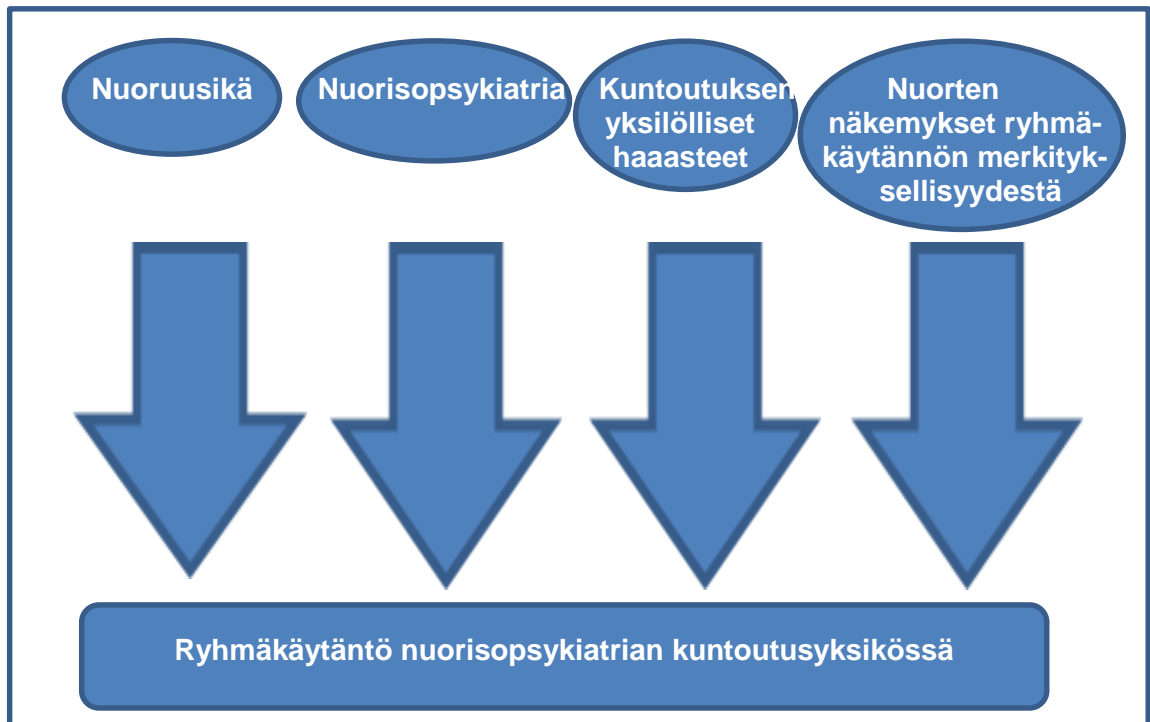 Nuoruusikä
Nuorisopsykiatria
Kuntoutuksen
yksilölliset
haaasteet
Nuorten
näkemykset ryhmä-
käytännön merkityk-
sellisyydestä
Ryhmäkäytäntö nuorisopsykiatrian kuntoutusyksikössä